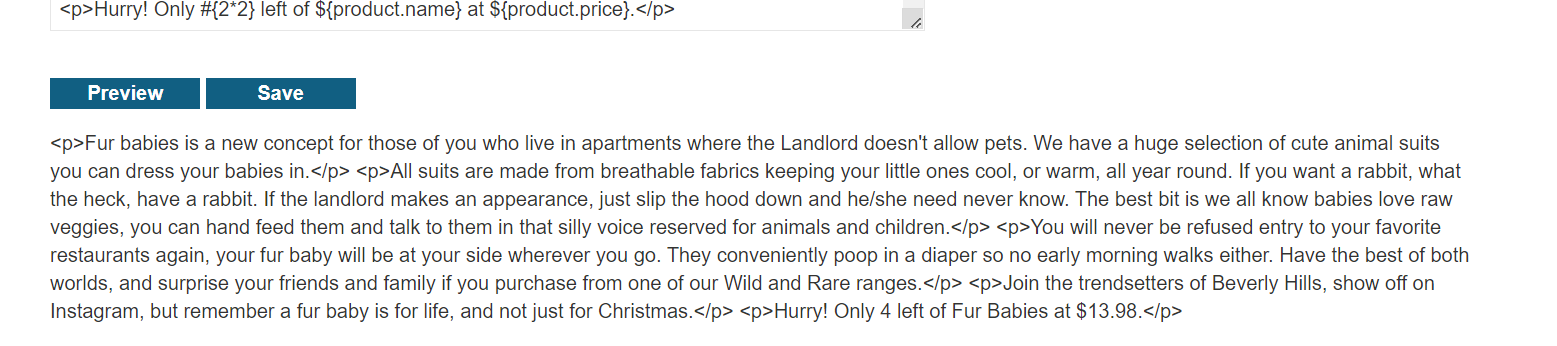 <p>Hurry! Only #{2*2} left of ${product.name} at ${product.price}.</p>
Preview Save
<p>Fur babies is a new concept for those of you who live in apartments where the Landlord doesn't allow pets. We have a huge selection of cute animal suits
you can dress your babies in.</p> <p>All suits are made from breathable fabrics keeping your little ones cool, or warm, all year round. If you want a rabbit, what
the heck, have a rabbit. If the landlord makes an appearance, just slip the hood down and he/she need never know. The best bit is we all know babies love raw
veggies, you can hand feed them and talk to them in that silly voice reserved for animals and children.</p> <p>You will never be refused entry to your favorite
restaurants again, your fur baby will be at your side wherever you go. They conveniently poop in a diaper so no early morning walks either. Have the best of both
worlds, and surprise your friends and family if you purchase from one of our Wild and Rare ranges.</p> <p>Join the trendsetters of Beverly Hills, show off on
Instagram, but remember a fur baby is for life, and not just for Christmas.</p> <p>Hurry! Only 4 left of Fur Babies at $13.98.</p>